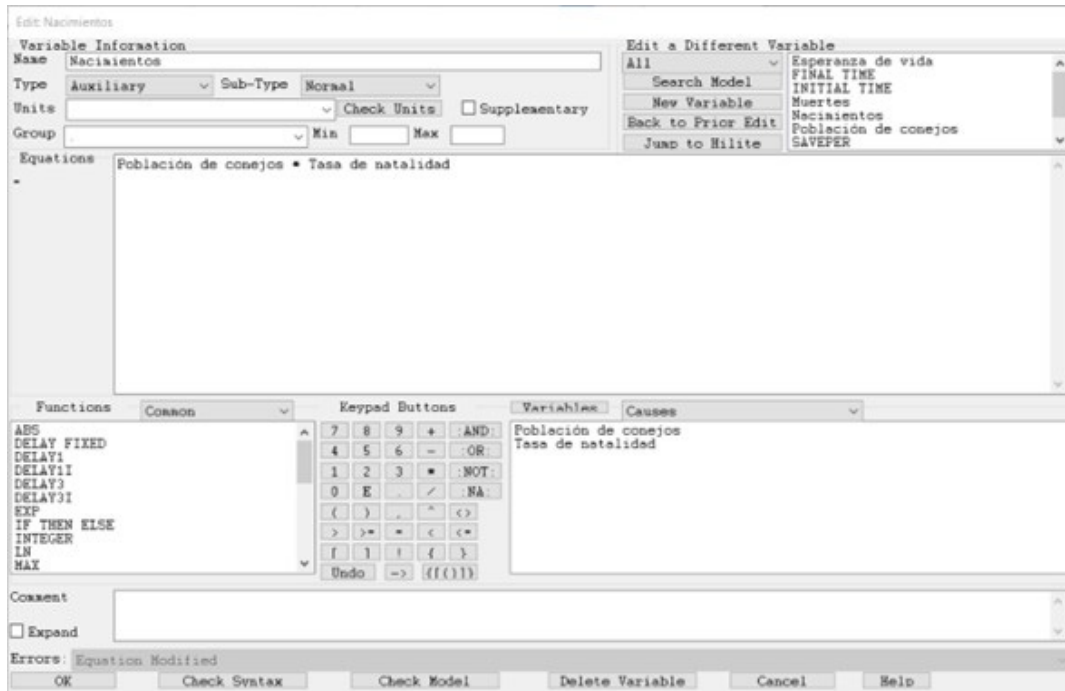 Edit: Nacimientos
Variable Information
Edit a Different Variable
Name Nacimientos
All
Esperanza de vida
FINAL TIME
INITIAL TIME
Muertes
Nacimientos
Población de conejos
SAVEPER
Type Auxiliary Sub-Type Normal
Search Model
Units Check Units Supplementary
New Variable
Back to Prior Edit
Group . Min Max
Jump to Hilite
Equations
=
Población de conejos * Tasa de natalidad
Functions Common
Keypad Buttons
Variables Causes
ABS
DELAY FIXED
DELAY1
DELAY1I
DELAY3
DELAY3I
EXP
IF THEN ELSE
INTEGER
LN
MAX
7 8 9 + :AND:
4 5 6 - :OR:
1 2 3 * :NOT:
0 E . / :NA:
( ) , ^ <>
> >= = < <=
[ ] ! { }
Undo -> {[()]}
Población de conejos
Tasa de natalidad
Comment
Expand
Errors: Equation Modified
OK Check Syntax Check Model Delete Variable Cancel Help